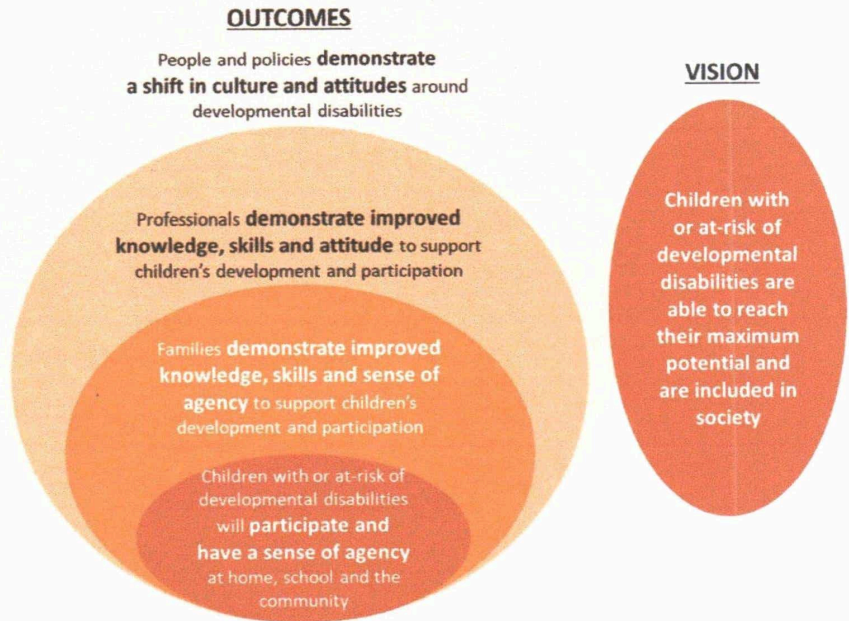 OUTCOMES
People and policies demonstrate
a shift in culture and attitudes around
developmental disabilities
Professionals demonstrate improved
knowledge, skills and attitude to support
children's development and participation
Families demonstrate improved
knowledge, skills and sense of
agency to support children's
development and participation
Children with or at-risk of
developmental disabilities
will participate and
have a sense of agency
at home, school and the
community
VISION
Children with
or at-risk of
developmental
disabilities are
able to reach
their maximum
potential and
are included in
society